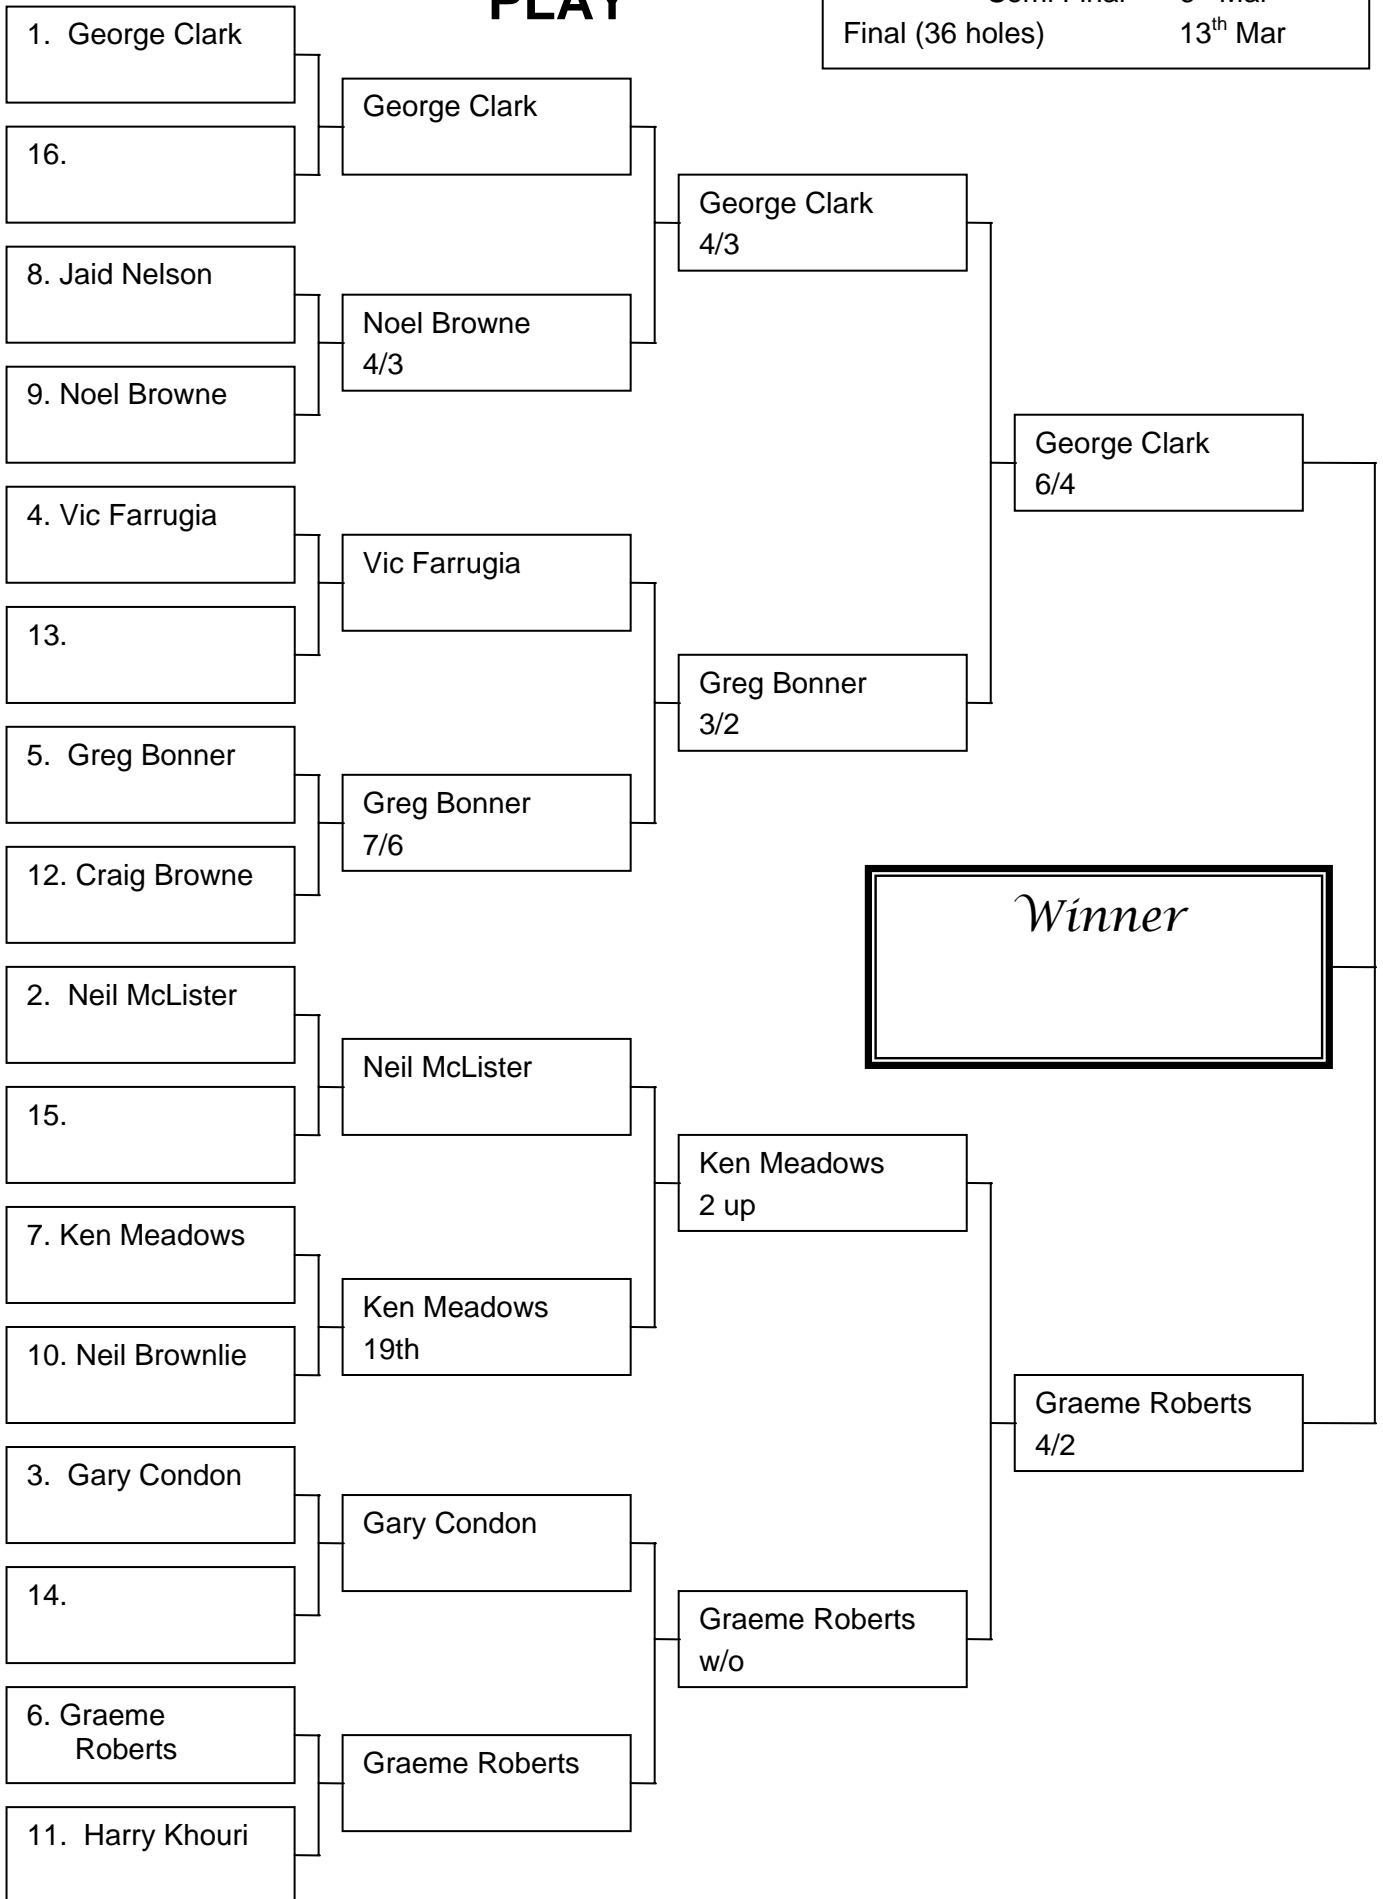 PLAY
Final (36 holes) 13th Mar
1. George Clark
George Clark
16.
George Clark
4/3
8. Jaid Nelson
Noel Browne
4/3
9. Noel Browne
George Clark
6/4
4. Vic Farrugia
Vic Farrugia
13.
Greg Bonner
3/2
5. Greg Bonner
Greg Bonner
7/6
12. Craig Browne
Winner
2. Neil McLister
Neil McLister
15.
Ken Meadows
2 up
7. Ken Meadows
Ken Meadows
19th
10. Neil Brownlie
Graeme Roberts
4/2
3. Gary Condon
Gary Condon
14.
Graeme Roberts
w/o
6. Graeme
Roberts
Graeme Roberts
11. Harry Khouri